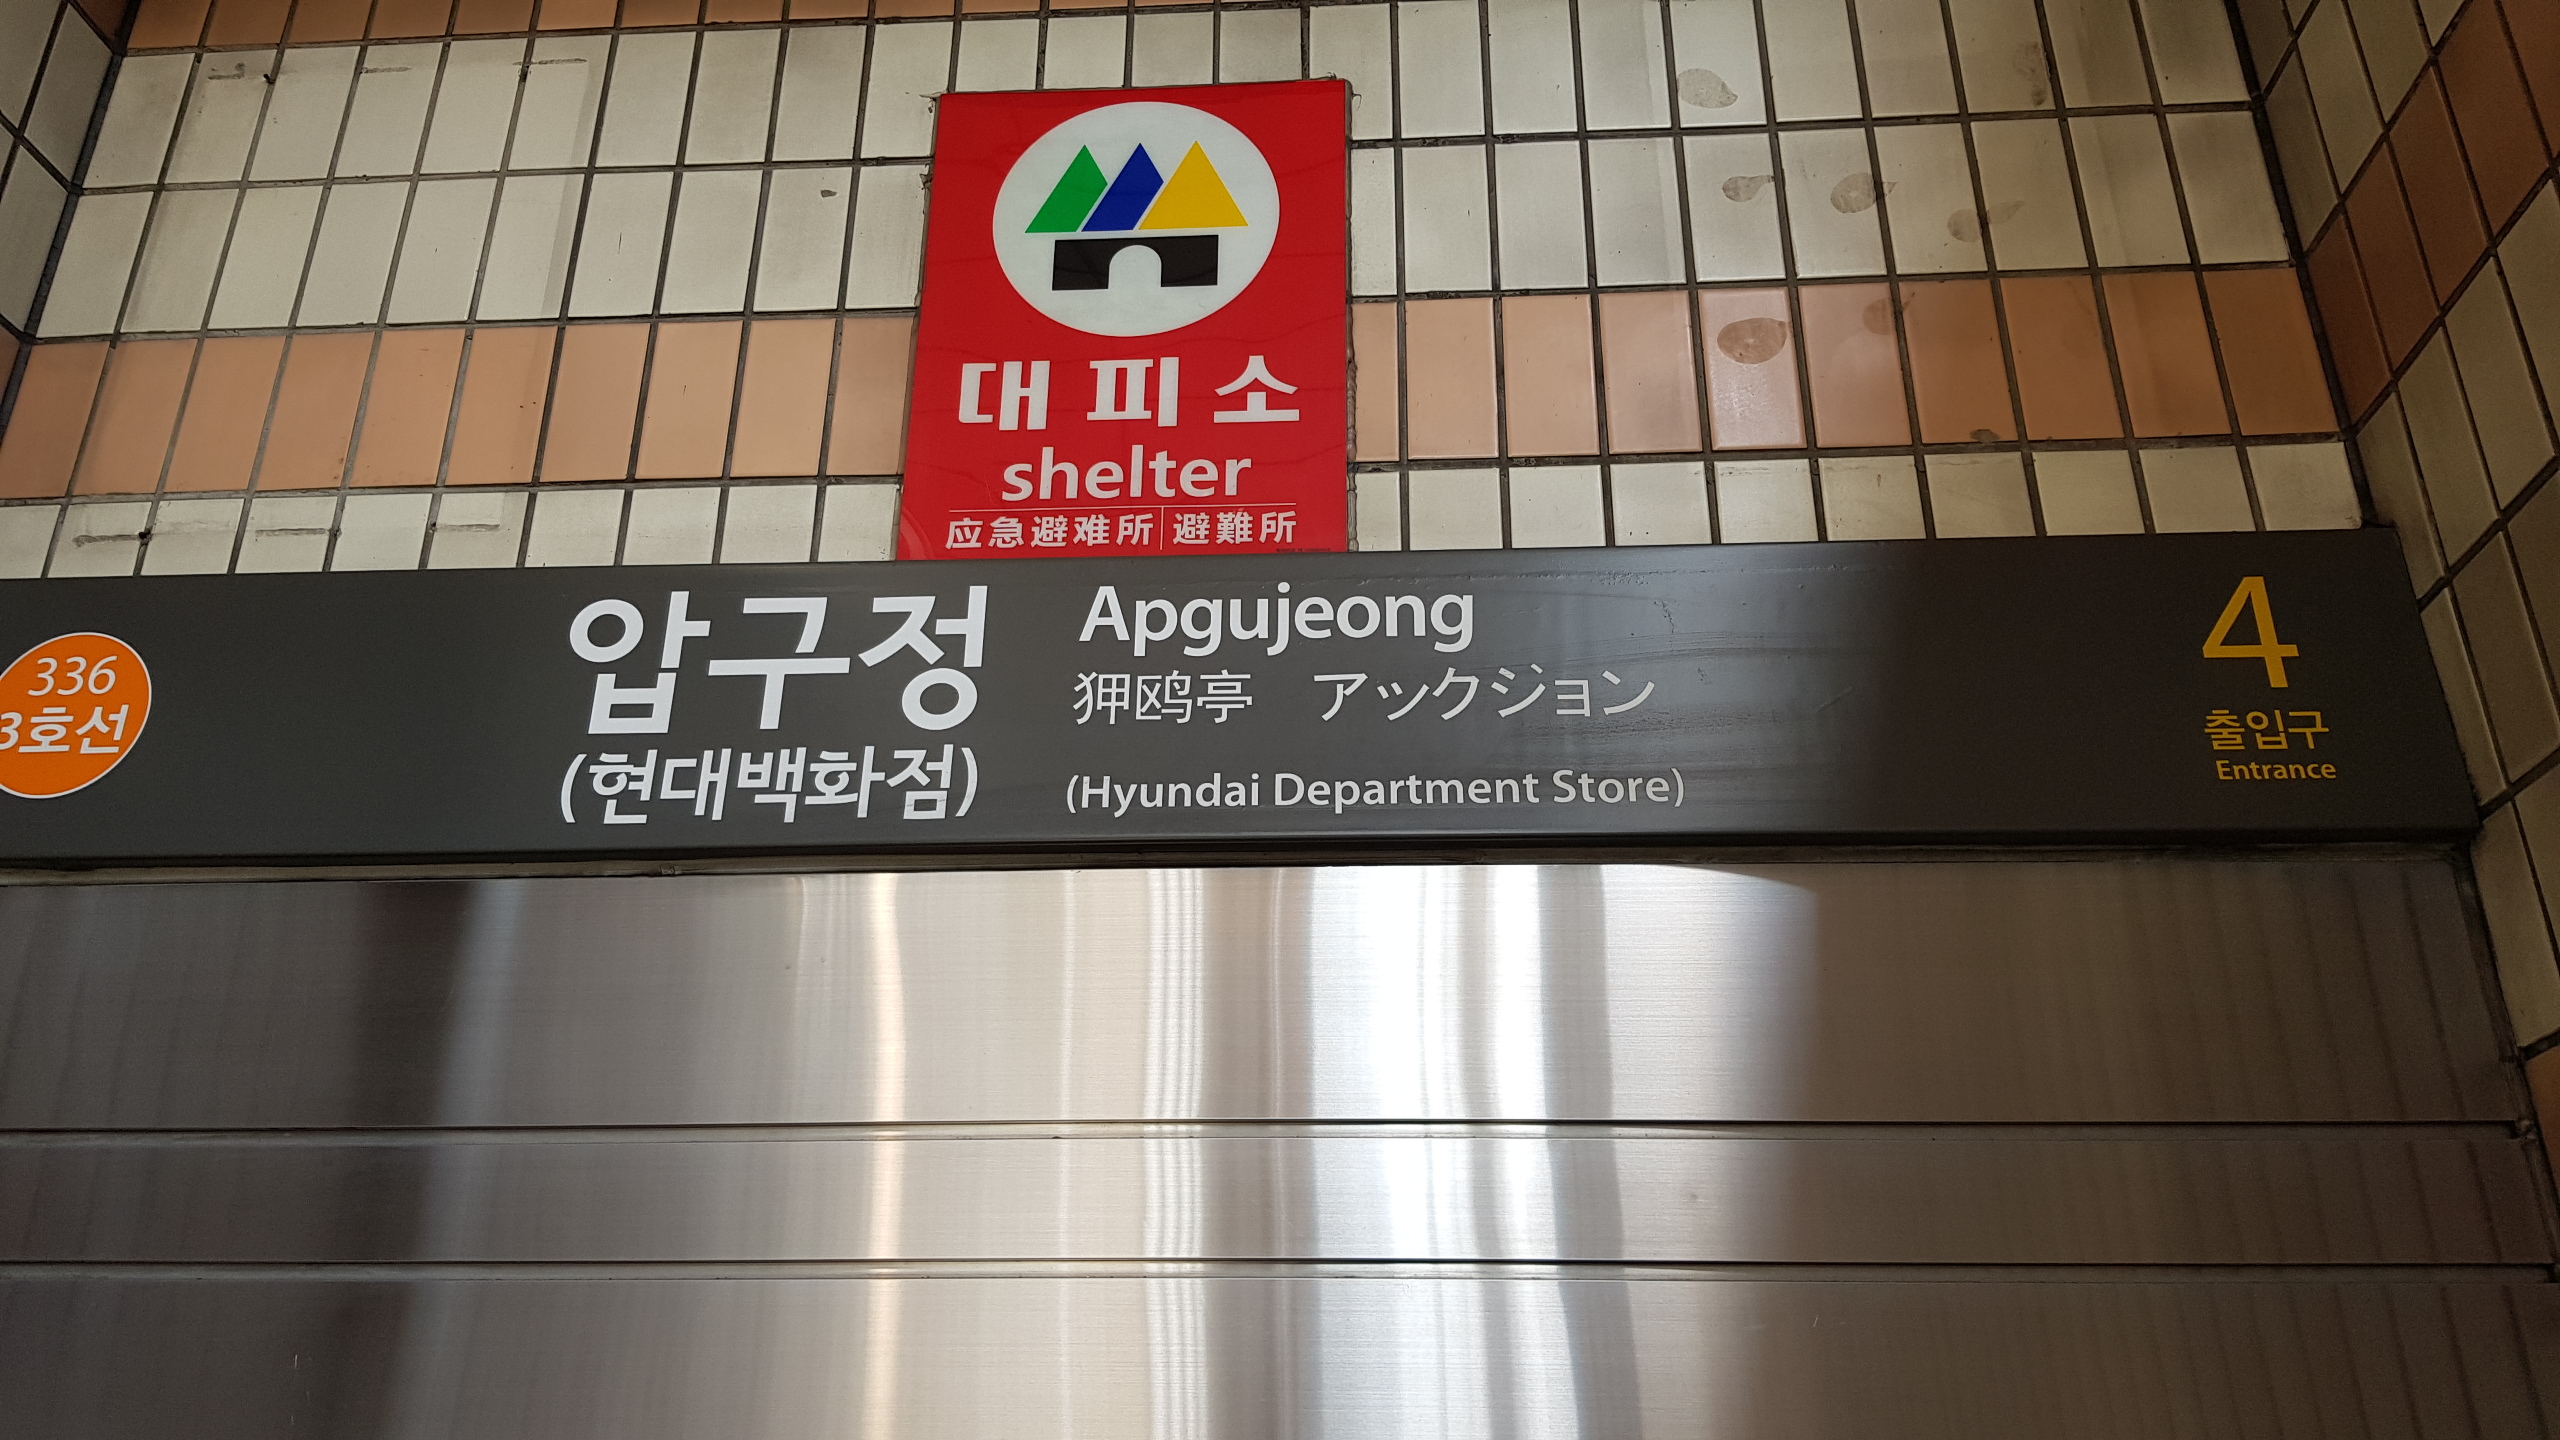 대피소
shelter
应急避难所 避難所
336
3호선
압구정
(현대백화점)
Apgujeong
狎鸥亭 アックジョン
(Hyundai Department Store)
4
출입구
Entrance